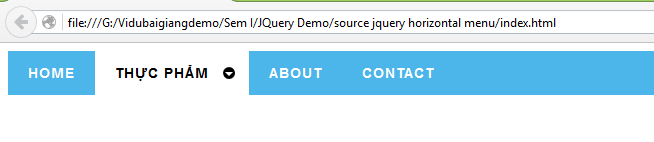 file:///G:/Vidubaigiangdemo/Sem I/JQuery Demo/source jquery horizontal menu/index.html
HOME THỰC PHẨM ABOUT CONTACT